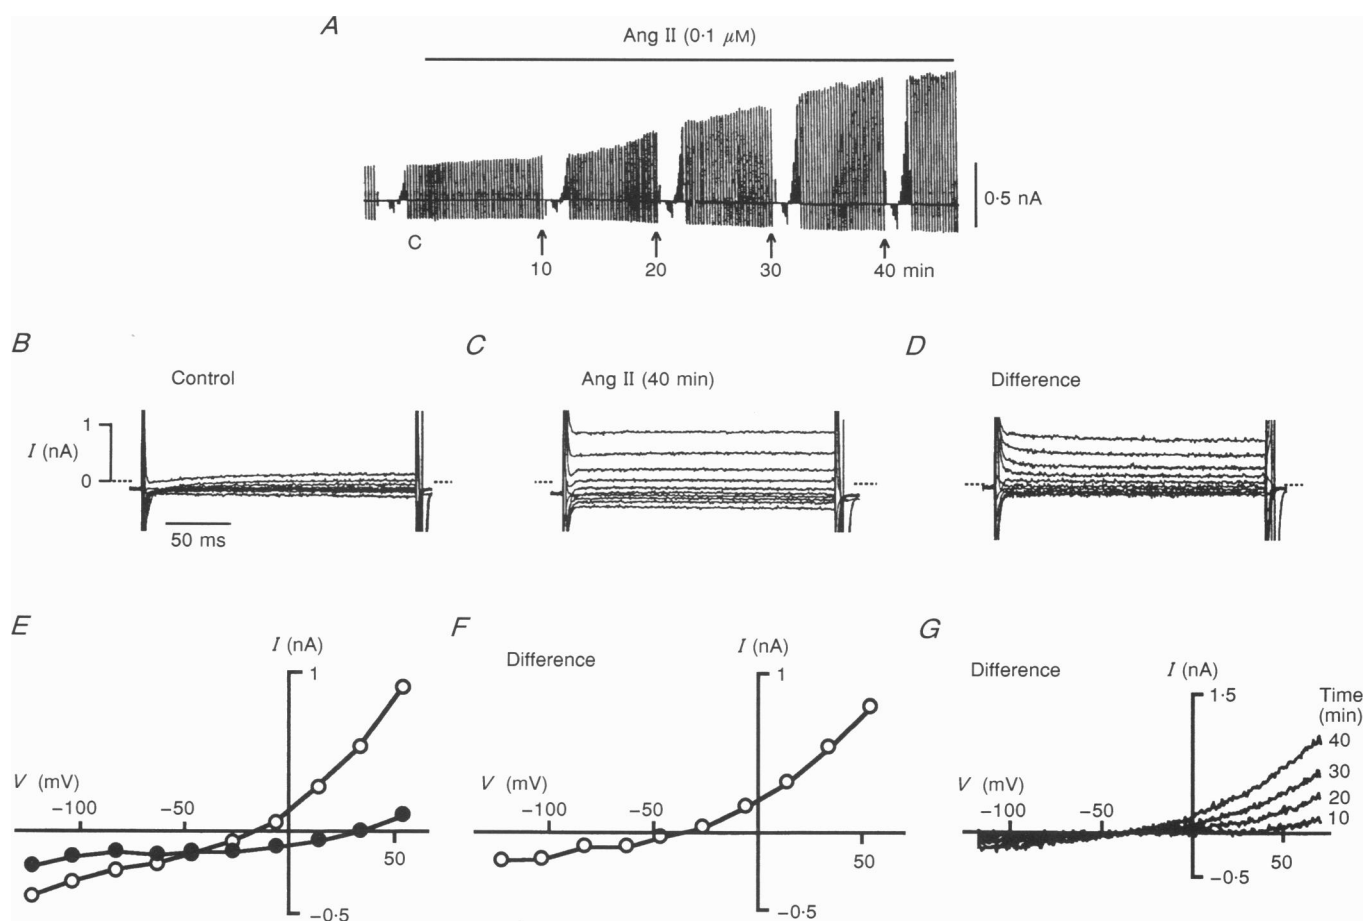 A
Ang II (0·1 μM)
0·5 nA
C
10
20
30
40 min
B
Control
1
I (nA)
0
50 ms
C
Ang II (40 min)
D
Difference
E
I (nA)
1
V (mV)
−100
−50
50
−0·5
F
Difference
I (nA)
1
V (mV)
−100
−50
50
−0·5
G
Difference
I (nA)
1·5
Time
(min)
40
30
20
10
V (mV)
−100
−50
50
−0·5